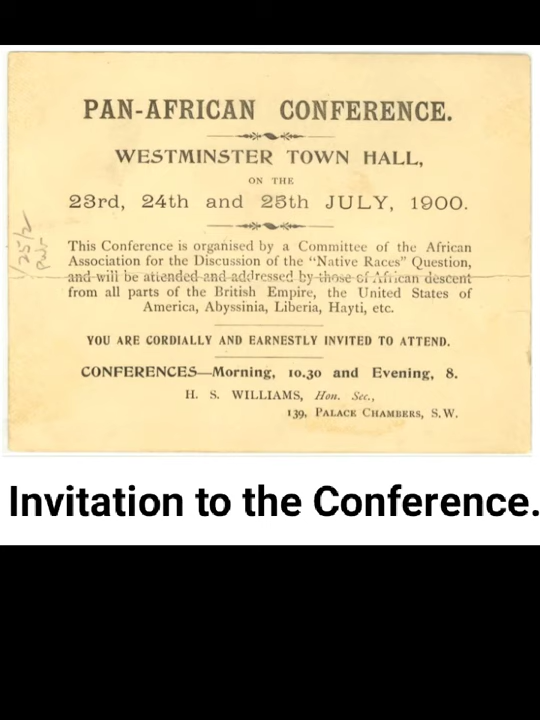 PAN-AFRICAN CONFERENCE.
WESTMINSTER TOWN HALL,
ON THE
23rd, 24th and 25th JULY, 1900.
This Conference is organised by a Committee of the African
Association for the Discussion of the “Native Races” Question,
and will be attended and addressed by those of African descent
from all parts of the British Empire, the United States of
America, Abyssinia, Liberia, Hayti, etc.
YOU ARE CORDIALLY AND EARNESTLY INVITED TO ATTEND.
CONFERENCES—Morning, 10.30 and Evening, 8.
H. S. WILLIAMS, Hon. Sec.,
139, PALACE CHAMBERS, S.W.
Invitation to the Conference.